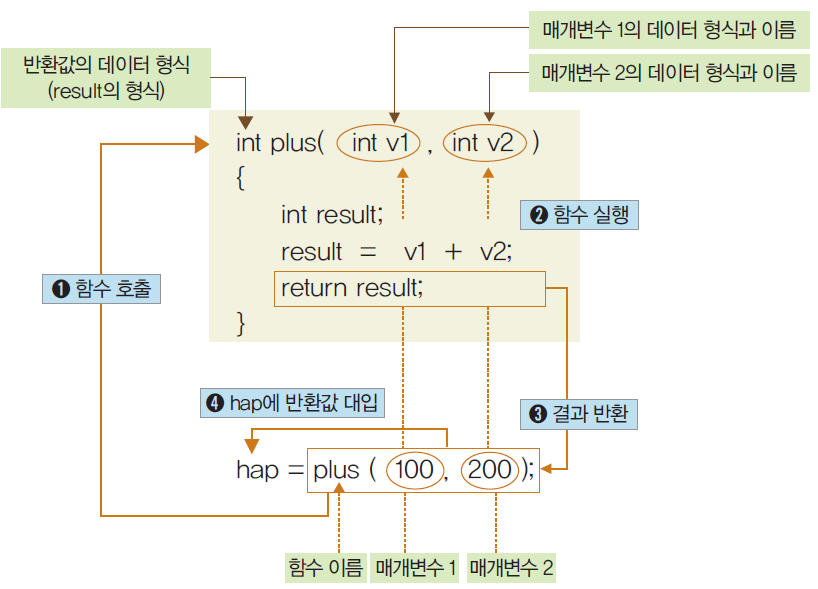 매개변수 1의 데이터 형식과 이름
반환값의 데이터 형식
(result의 형식)
매개변수 2의 데이터 형식과 이름
int plus( int v1 , int v2 )
{
int result;
❷ 함수 실행
result = v1 + v2;
❶ 함수 호출
return result;
}
❹ hap에 반환값 대입
❸ 결과 반환
hap = plus ( 100 , 200 );
함수 이름 매개변수 1 매개변수 2